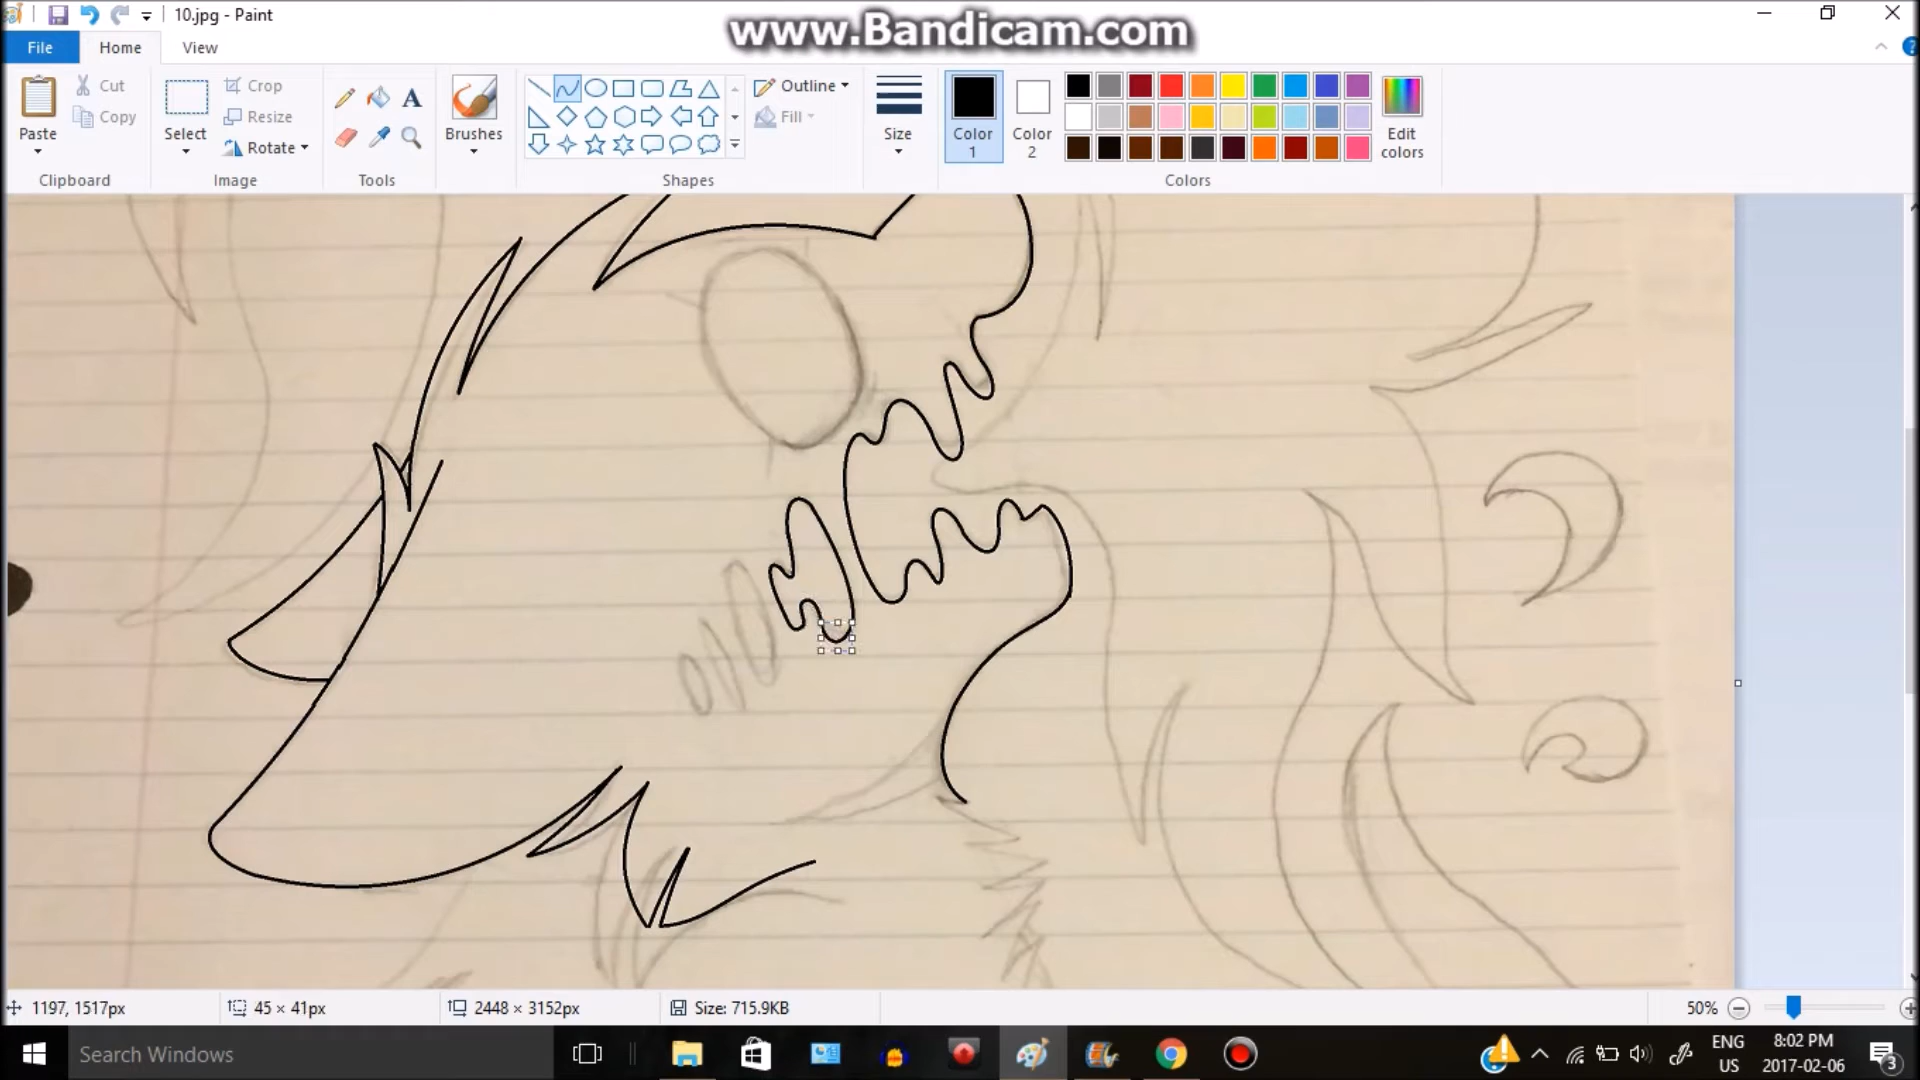 10.jpg - Paint
www.Bandicam.com
File
Home
View
Paste
Cut
Copy
Clipboard
Select
Crop
Resize
Rotate
Image
Tools
Brushes
Shapes
Outline
Fill
Size
Color
1
Color
2
Edit
colors
Colors
1197, 1517px
45 × 41px
2448 × 3152px
Size: 715.9KB
50%
Search Windows
ENG
US
8:02 PM
2017-02-06
3